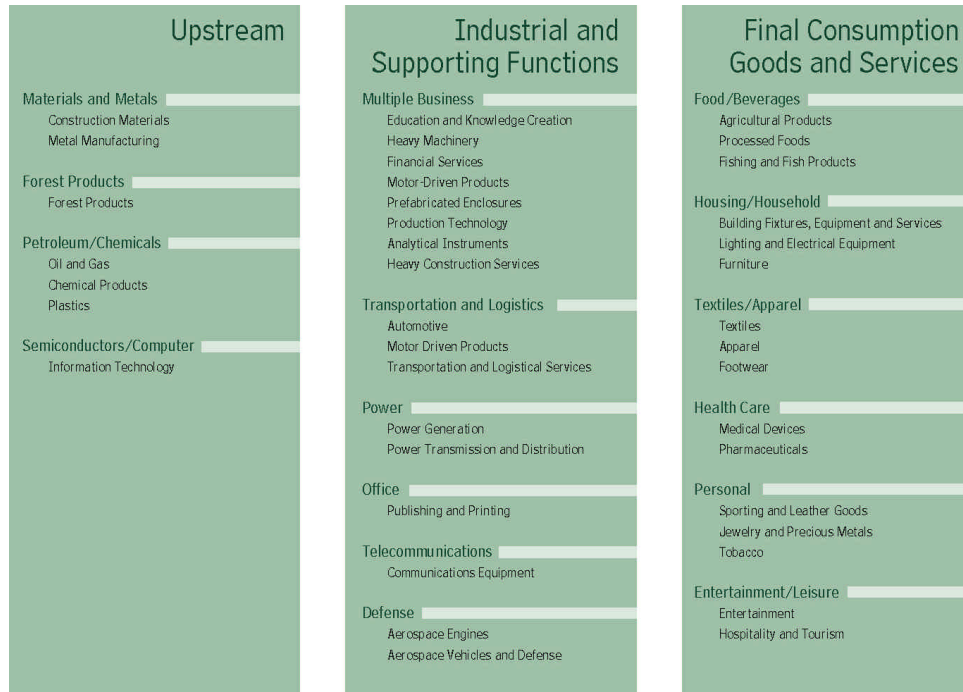 Upstream
Materials and Metals
Construction Materials
Metal Manufacturing
Forest Products
Forest Products
Petroleum/Chemicals
Oil and Gas
Chemical Products
Plastics
Semiconductors/Computer
Information Technology
Industrial and
Supporting Functions
Multiple Business
Education and Knowledge Creation
Heavy Machinery
Financial Services
Motor-Driven Products
Prefabricated Enclosures
Production Technology
Analytical Instruments
Heavy Construction Services
Transportation and Logistics
Automotive
Motor Driven Products
Transportation and Logistical Services
Power
Power Generation
Power Transmission and Distribution
Office
Publishing and Printing
Telecommunications
Communications Equipment
Defense
Aerospace Engines
Aerospace Vehicles and Defense
Final Consumption
Goods and Services
Food/Beverages
Agricultural Products
Processed Foods
Fishing and Fish Products
Housing/Household
Building Fixtures, Equipment and Services
Lighting and Electrical Equipment
Furniture
Textiles/Apparel
Textiles
Apparel
Footwear
Health Care
Medical Devices
Pharmaceuticals
Personal
Sporting and Leather Goods
Jewelry and Precious Metals
Tobacco
Entertainment/Leisure
Entertainment
Hospitality and Tourism